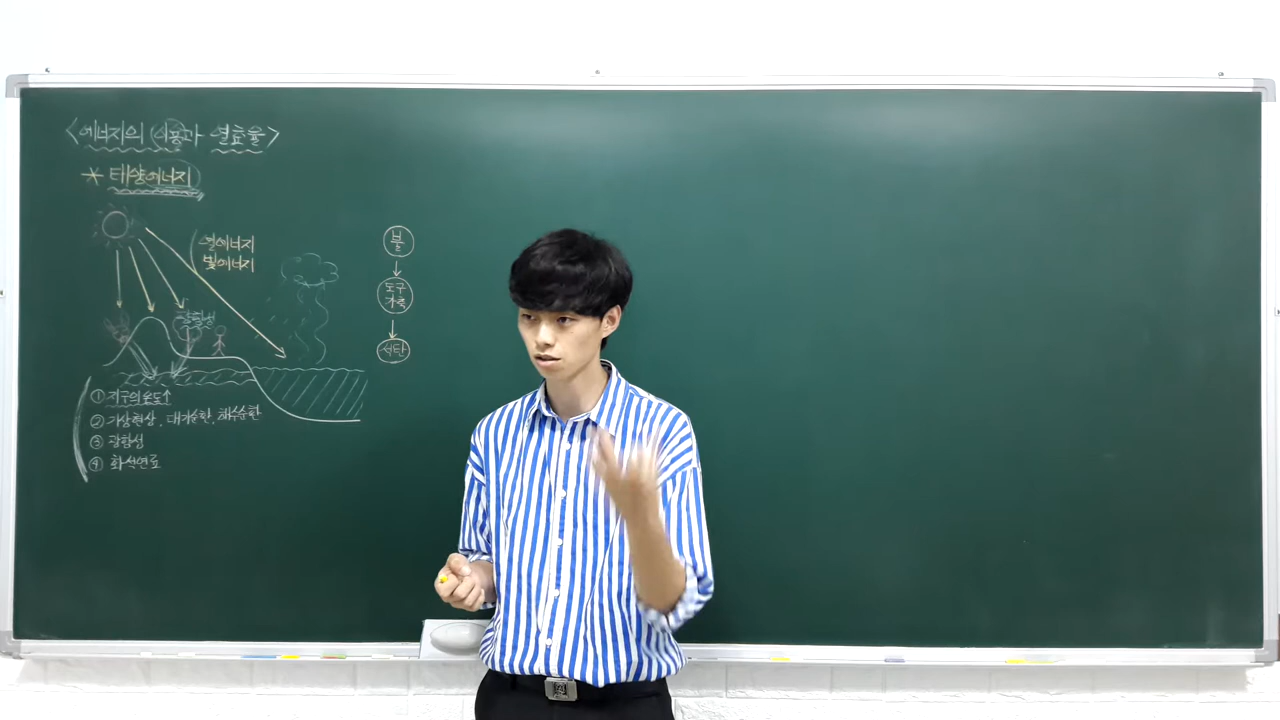 <에너지의 이용과 열효율>
* 태양에너지
열에너지
빛에너지
광합성
① 지구의 온도↑
② 기상현상, 대기순환, 해수순환
③ 광합성
④ 화석연료
불
↓
도구
가축
↓
석탄